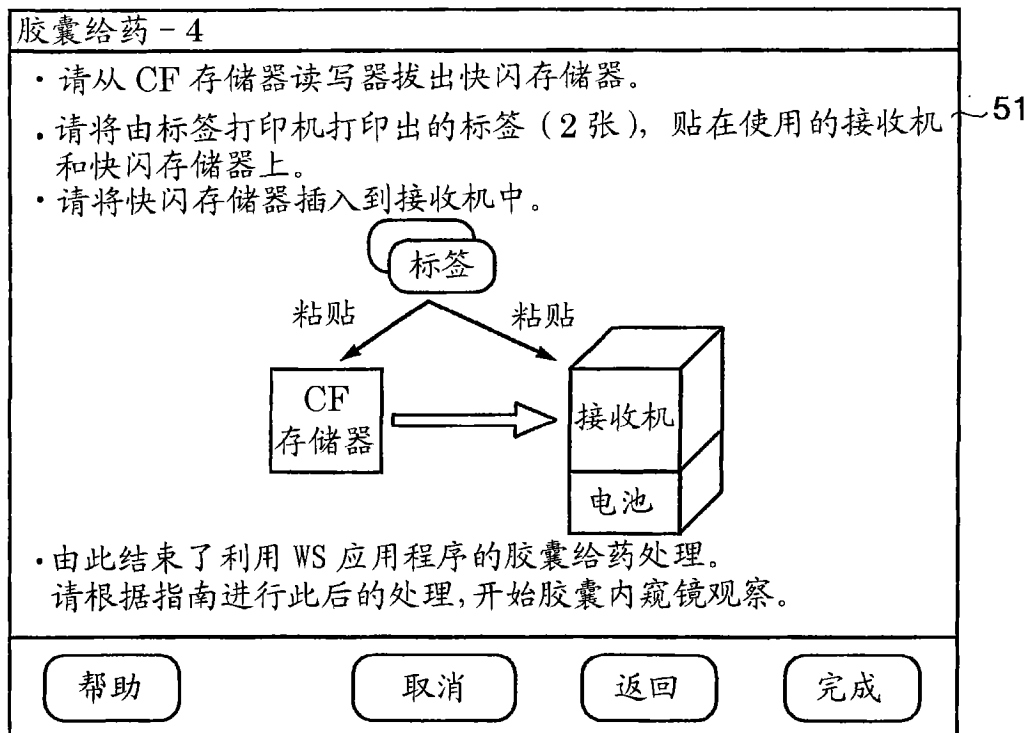 胶囊给药-4
·请从 CF 存储器读写器拔出快闪存储器。
·请将由标签打印机打印出的标签（2 张），贴在使用的接收机
和快闪存储器上。
·请将快闪存储器插入到接收机中。
51
标签
粘贴 粘贴
CF
存储器
接收机
电池
·由此结束了利用 WS 应用程序的胶囊给药处理。
请根据指南进行此后的处理,开始胶囊内窥镜观察。
帮助 取消 返回 完成